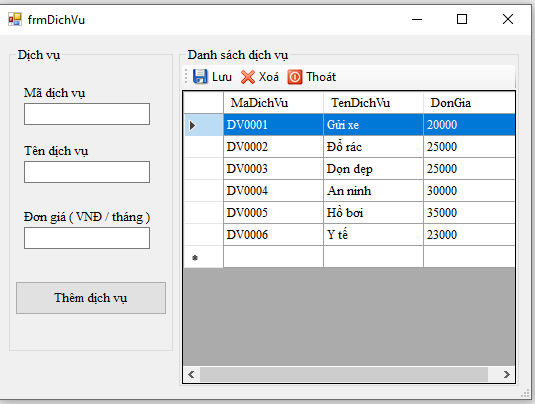 frmDichVu
Dịch vụ
Mã dịch vụ
Tên dịch vụ
Đơn giá ( VNĐ / tháng )
Thêm dịch vụ
Danh sách dịch vụ
Lưu Xoá Thoát
MaDichVu TenDichVu DonGia
DV0001 Gửi xe 20000
DV0002 Đổ rác 25000
DV0003 Dọn dẹp 25000
DV0004 An ninh 30000
DV0005 Hồ bơi 35000
DV0006 Y tế 23000